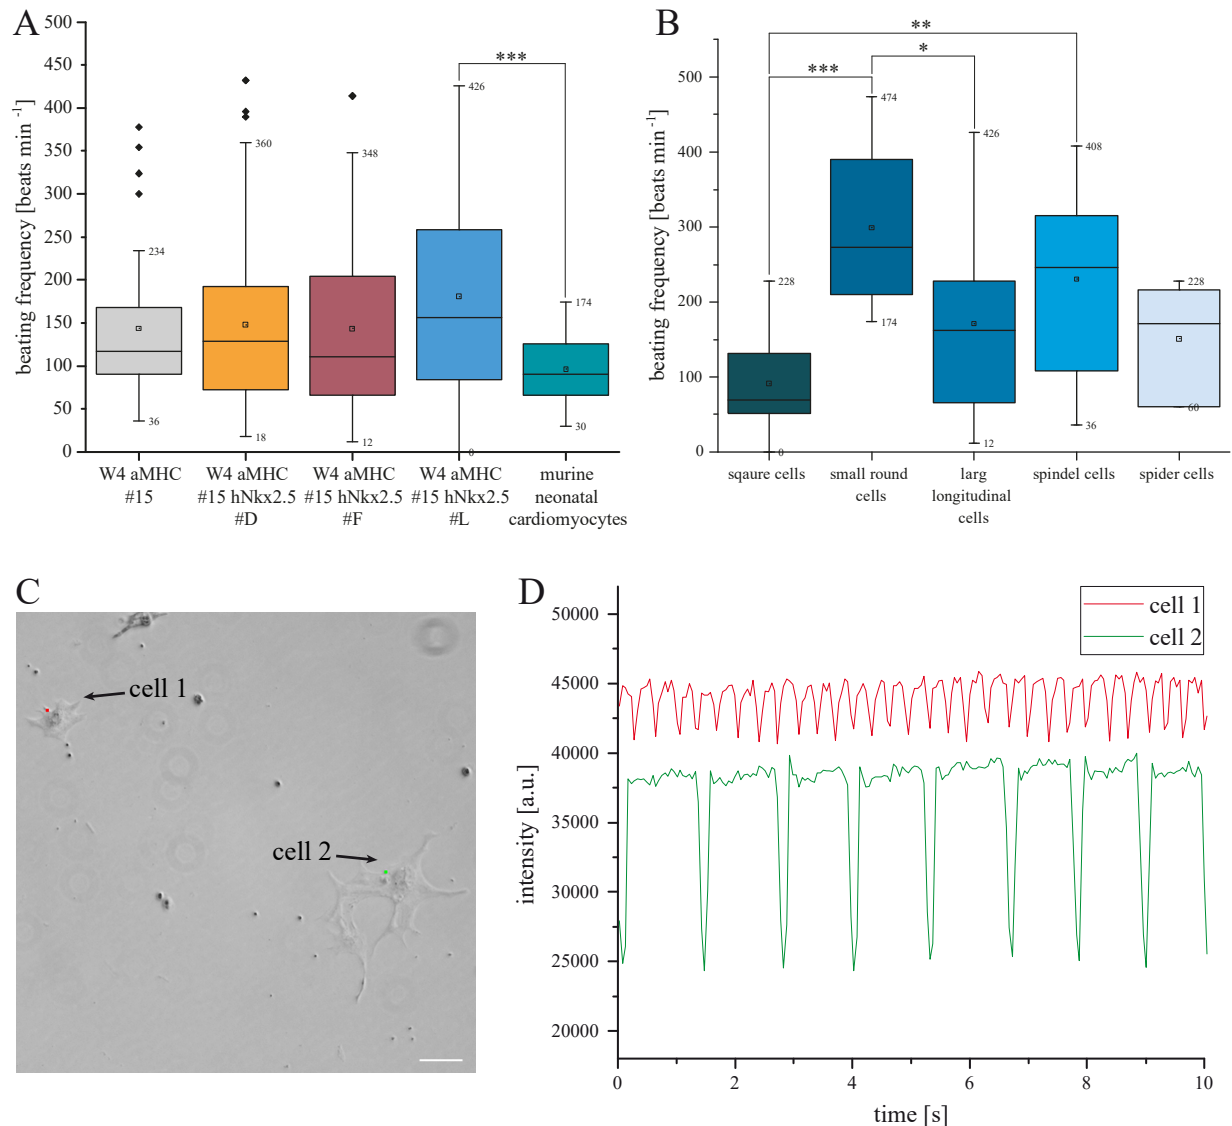 A
beating frequency [beats min -1]
500
450
400
350
300
250
200
150
100
50
0
***
426
360
348
234
174
36
18
12
0
30
W4 aMHC
#15
W4 aMHC
#15 hNkx2.5
#D
W4 aMHC
#15 hNkx2.5
#F
W4 aMHC
#15 hNkx2.5
#L
murine
neonatal
cardiomyocytes
B
beating frequency [beats min -1]
500
400
300
200
100
0
**
*
***
474
426
408
228
228
174
60
36
12
0
sqaure cells
small round
cells
larg
longitudinal
cells
spindel cells
spider cells
C
cell 1
cell 2
D
intensity [a.u.]
50000
45000
40000
35000
30000
25000
20000
cell 1
cell 2
0
2
4
6
8
10
time [s]